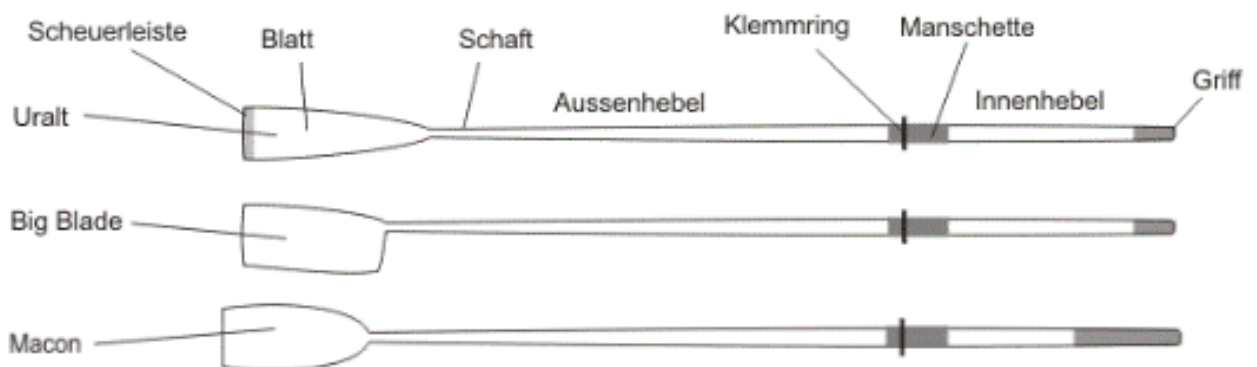 Scheuerleiste
Blatt
Schaft
Klemmring
Manschette
Griff
Uralt
Aussenhebel
Innenhebel
Big Blade
Macon